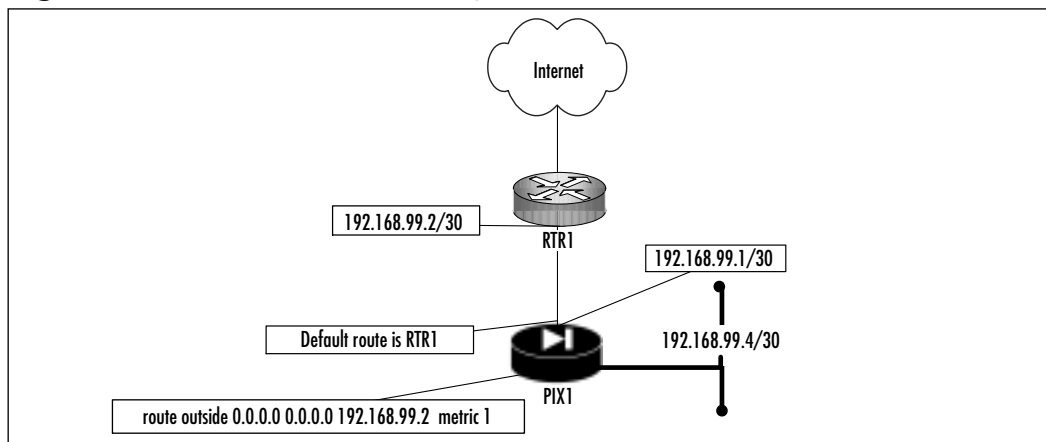 Internet
192.168.99.2/30
RTR1
192.168.99.1/30
Default route is RTR1
192.168.99.4/30
PIX1
route outside 0.0.0.0 0.0.0.0 192.168.99.2 metric 1